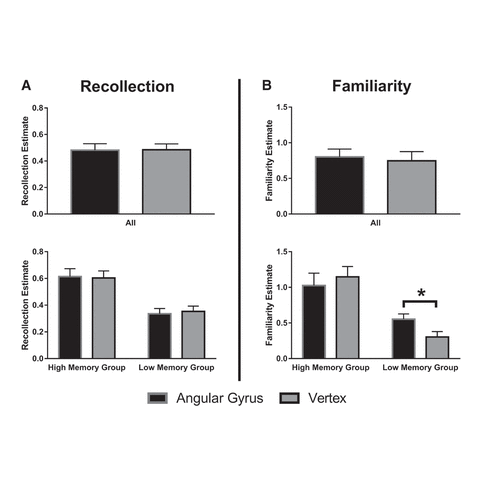 A Recollection
Recollection Estimate
0.8
0.6
0.4
0.2
0.0
All
Recollection Estimate
0.8
0.6
0.4
0.2
0.0
High Memory Group Low Memory Group
B Familiarity
Familiarity Estimate
1.5
1.0
0.5
0.0
All
Familiarity Estimate
1.5
1.0
0.5
0.0
*
High Memory Group Low Memory Group
Angular Gyrus Vertex